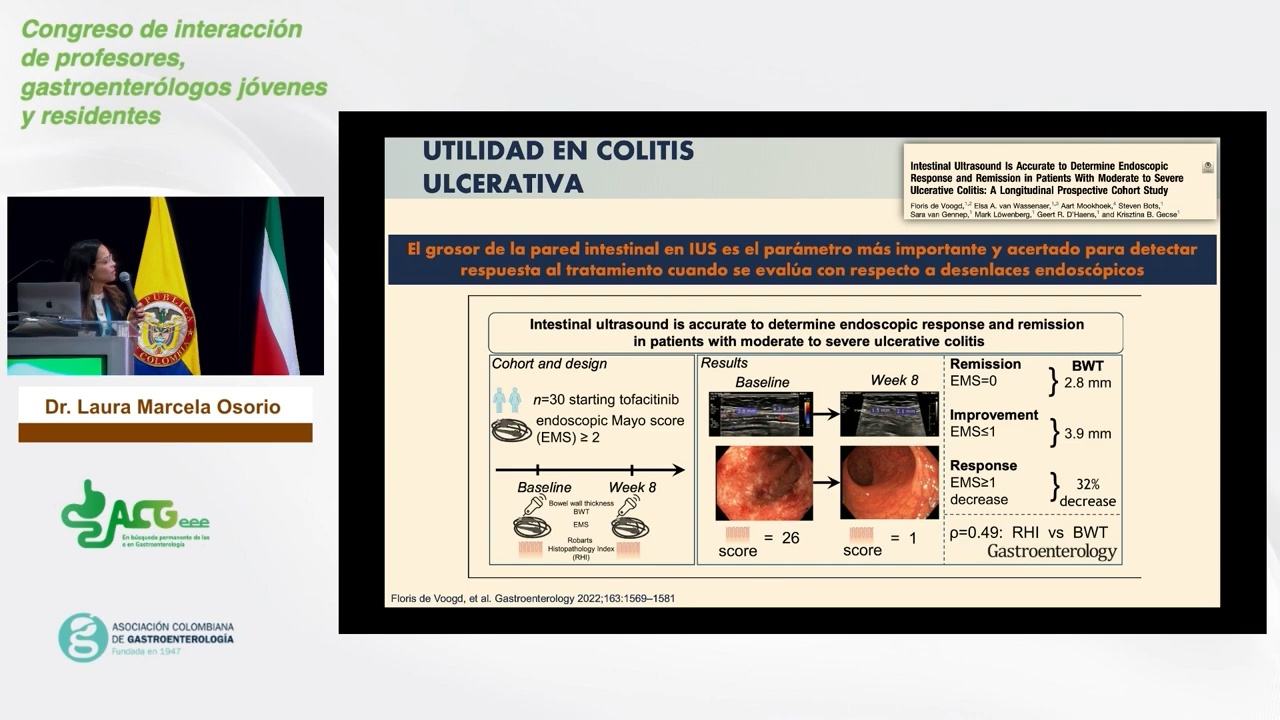 Congreso de interacción
de profesores,
gastroenterólogos jóvenes
y residentes
Dr. Laura Marcela Osorio
ACGeee
En búsqueda permanente de las
e en Gastroenterología
ASOCIACIÓN COLOMBIANA
DE GASTROENTEROLOGÍA
Fundada en 1947
REPÚBLICA
COLOMBIA
UTILIDAD EN COLITIS
ULCERATIVA
Intestinal Ultrasound Is Accurate to Determine Endoscopic
Response and Remission in Patients With Moderate to Severe
Ulcerative Colitis: A Longitudinal Prospective Cohort Study
Floris de Voogd,1,2 Elsa A. van Wassenaer,1,3 Aart Mookhoek,4 Steven Bots,1
Sara van Gennep,1 Mark Löwenberg,1 Geert R. D'Haens,1 and Krisztina B. Gecse1
El grosor de la pared intestinal en IUS es el parámetro más importante y acertado para detectar
respuesta al tratamiento cuando se evalúa con respecto a desenlaces endoscópicos
Intestinal ultrasound is accurate to determine endoscopic response and remission
in patients with moderate to severe ulcerative colitis
Cohort and design
n=30 starting tofacitinib
endoscopic Mayo score
(EMS) ≥ 2
Baseline
Week 8
Bowel wall thickness
BWT
EMS
Robarts
Histopathology Index
(RHI)
Results
Baseline
Week 8
score = 26
score = 1
Remission
EMS=0
BWT
2.8 mm
Improvement
EMS≤1
3.9 mm
Response
EMS≥1
decrease
32%
decrease
ρ=0.49: RHI vs BWT
Gastroenterology
Floris de Voogd, et al. Gastroenterology 2022;163:1569–1581